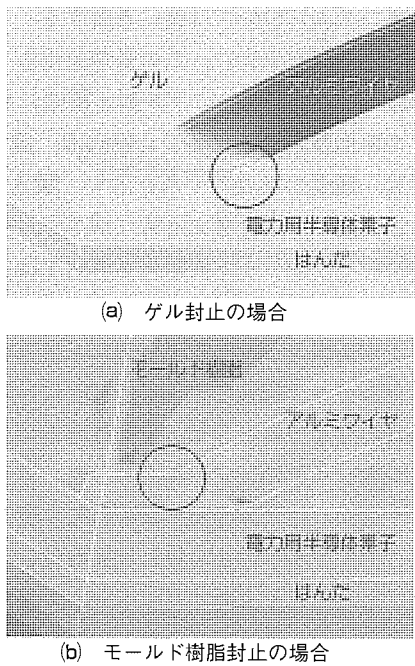 ゲル
アルミワイヤ
電力用半導体素子
はんだ
(a) ゲル封止の場合
モールド樹脂
アルミワイヤ
電力用半導体素子
はんだ
(b) モールド樹脂封止の場合